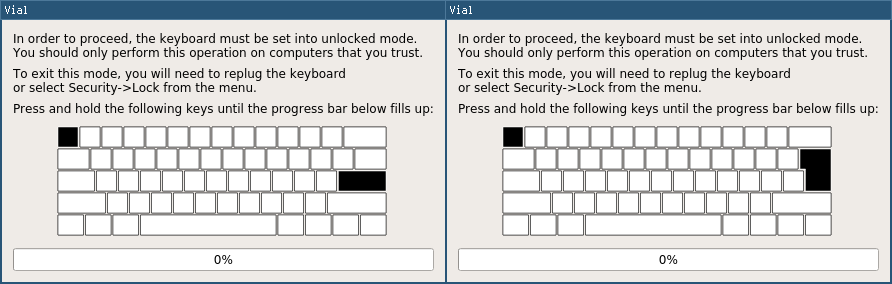 Vial
In order to proceed, the keyboard must be set into unlocked mode.
You should only perform this operation on computers that you trust.
To exit this mode, you will need to replug the keyboard
or select Security->Lock from the menu.
Press and hold the following keys until the progress bar below fills up:
0%
Vial
In order to proceed, the keyboard must be set into unlocked mode.
You should only perform this operation on computers that you trust.
To exit this mode, you will need to replug the keyboard
or select Security->Lock from the menu.
Press and hold the following keys until the progress bar below fills up:
0%